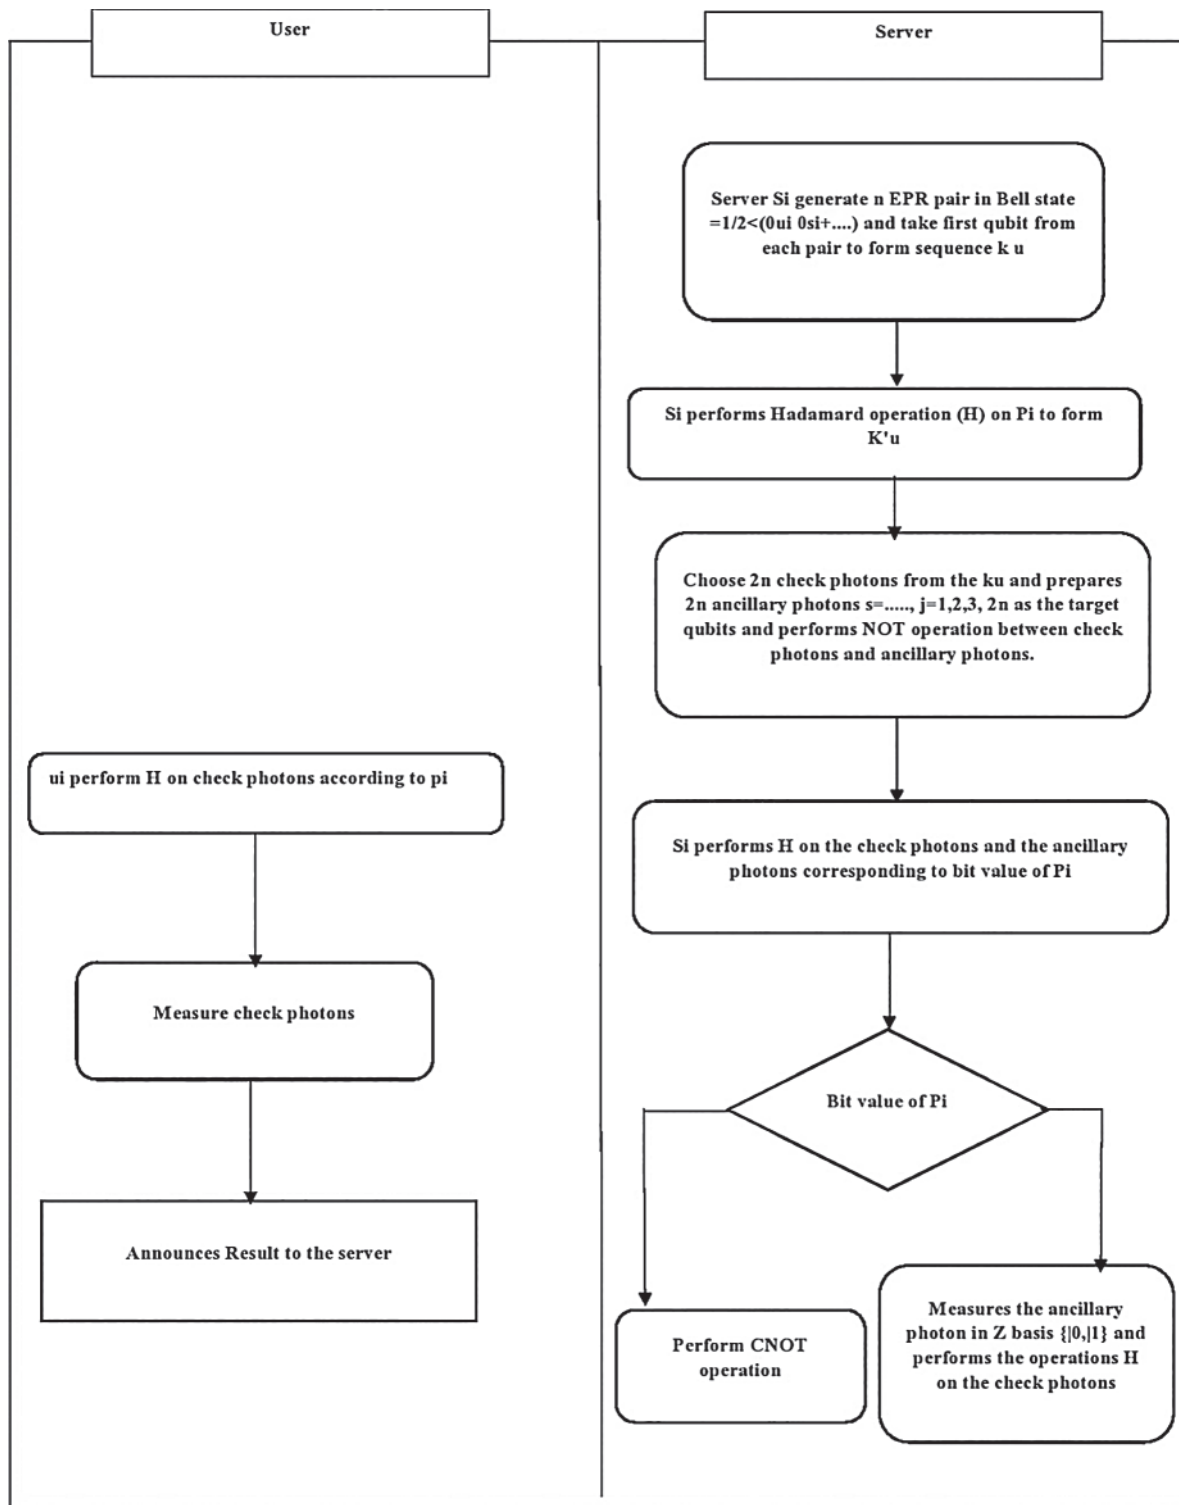 User
Server
Server Si generate n EPR pair in Bell state
=1/2<(0ui 0si+....) and take first qubit from
each pair to form sequence k u
Si performs Hadamard operation (H) on Pi to form
K'u
Choose 2n check photons from the ku and prepares
2n ancillary photons s=....., j=1,2,3, 2n as the target
qubits and performs NOT operation between check
photons and ancillary photons.
ui perform H on check photons according to pi
Si performs H on the check photons and the ancillary
photons corresponding to bit value of Pi
Measure check photons
Bit value of Pi
Announces Result to the server
Perform CNOT
operation
Measures the ancillary
photon in Z basis {|0,|1} and
performs the operations H
on the check photons